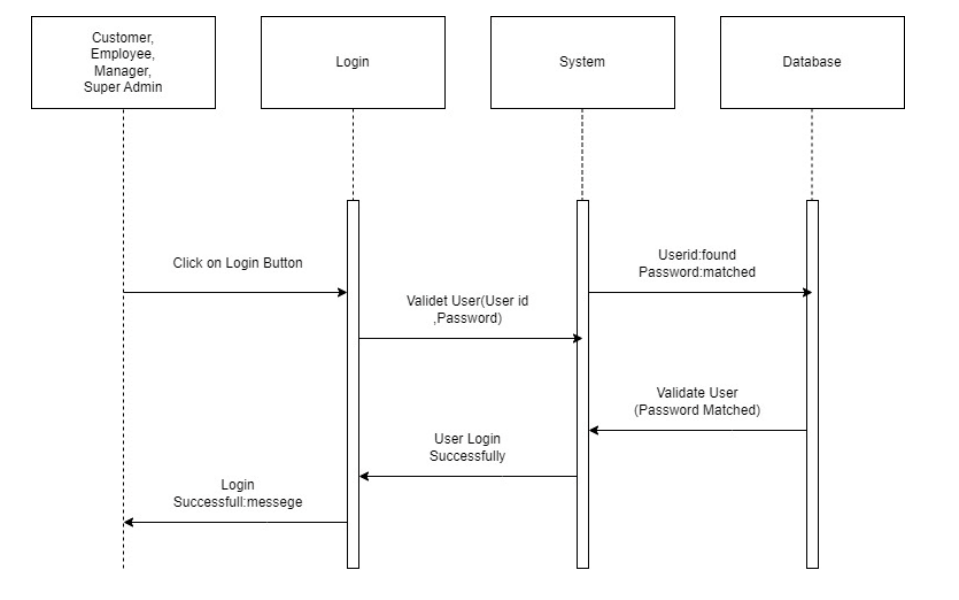 Customer,
Employee,
Manager,
Super Admin
Login
System
Database
Click on Login Button
Userid:found
Password:matched
Validet User(User id
,Password)
Validate User
(Password Matched)
User Login
Successfully
Login
Successfull:messege